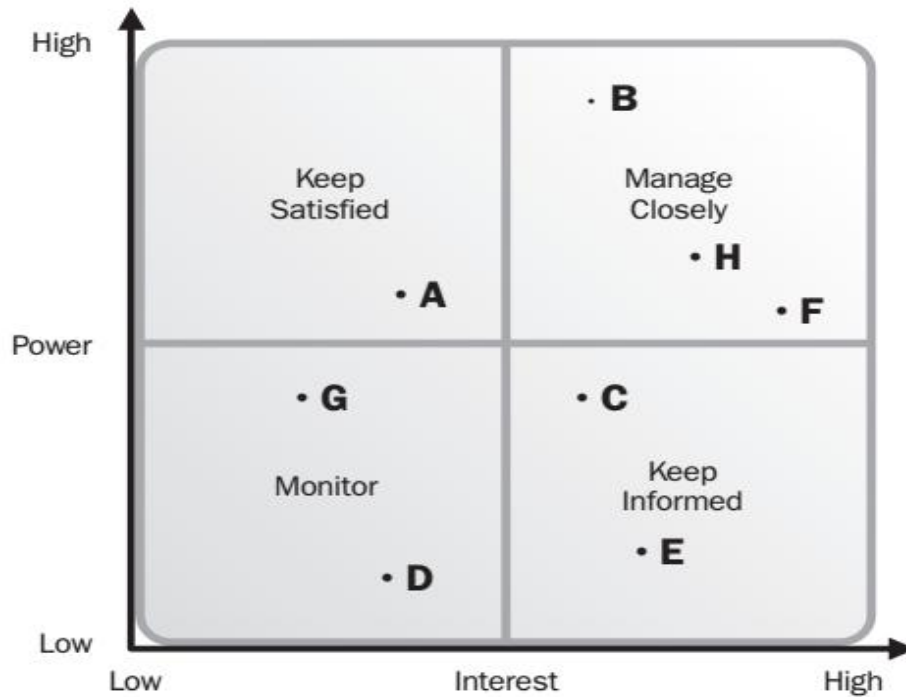 High
B
Keep
Satisfied
Manage
Closely
H
A
F
Power
G
C
Monitor
Keep
Informed
E
D
Low
Low
Interest
High